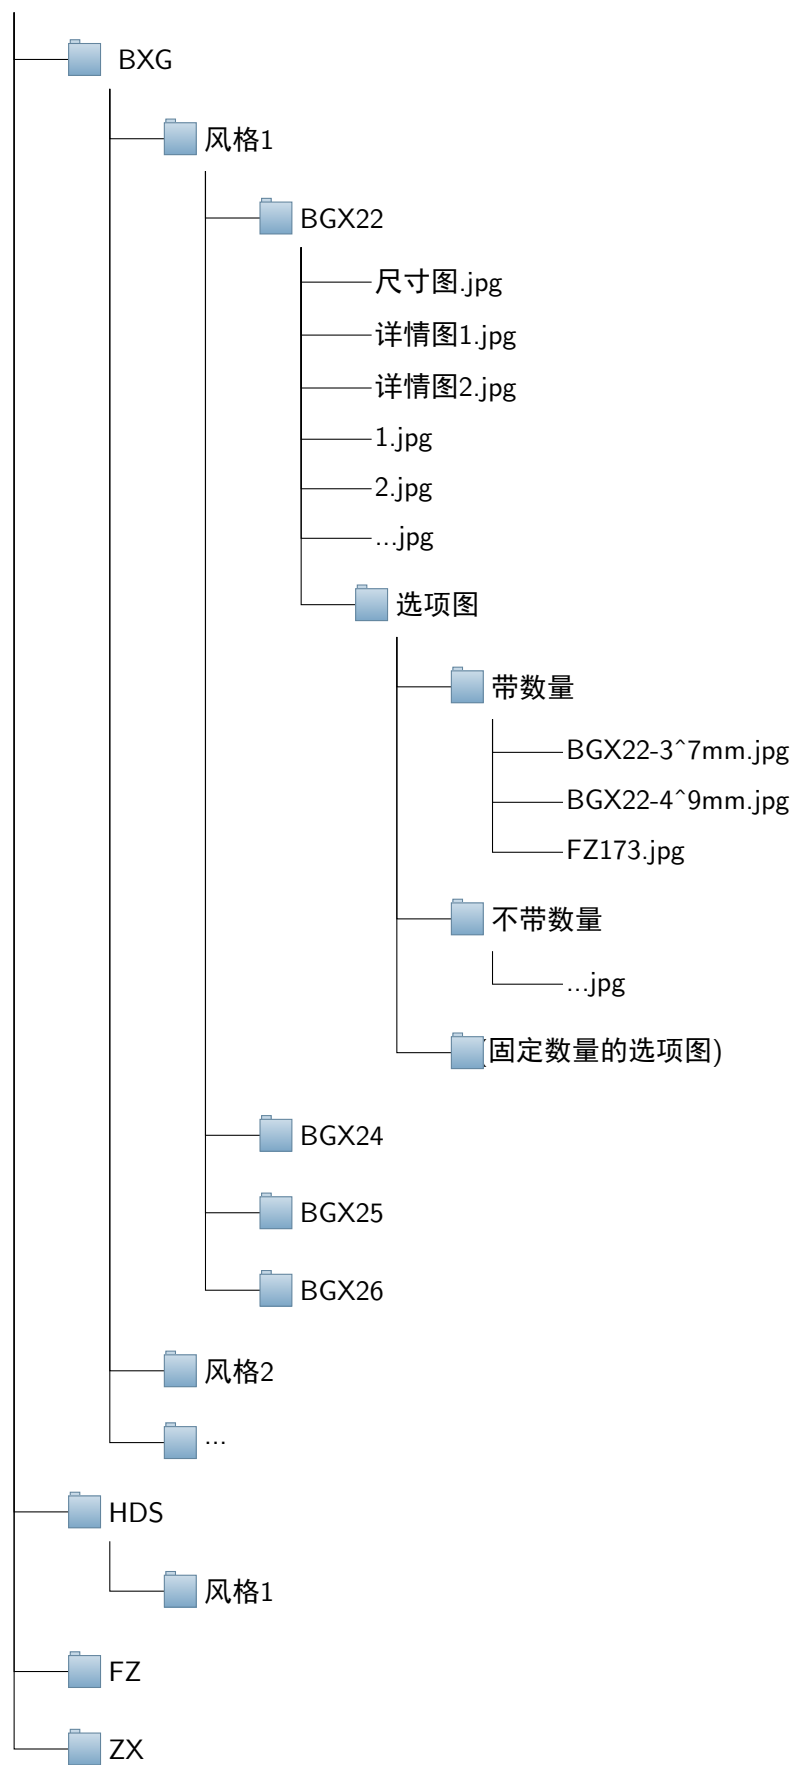 BXG
风格1
BGX22
尺寸图.jpg
详情图1.jpg
详情图2.jpg
1.jpg
2.jpg
...jpg
选项图
带数量
BGX22-3^7mm.jpg
BGX22-4^9mm.jpg
FZ173.jpg
不带数量
...jpg
(固定数量的选项图)
BGX24
BGX25
BGX26
风格2
...
HDS
风格1
FZ
ZX